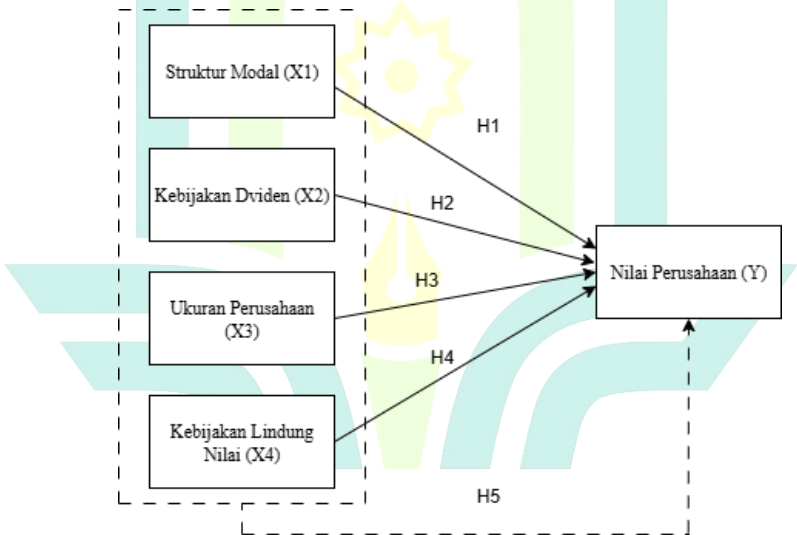 Struktur Modal (X1)
H1
Kebijakan Dviden (X2)
H2
Nilai Perusahaan (Y)
H3
Ukuran Perusahaan
(X3)
H4
Kebijakan Lindung
Nilai (X4)
H5